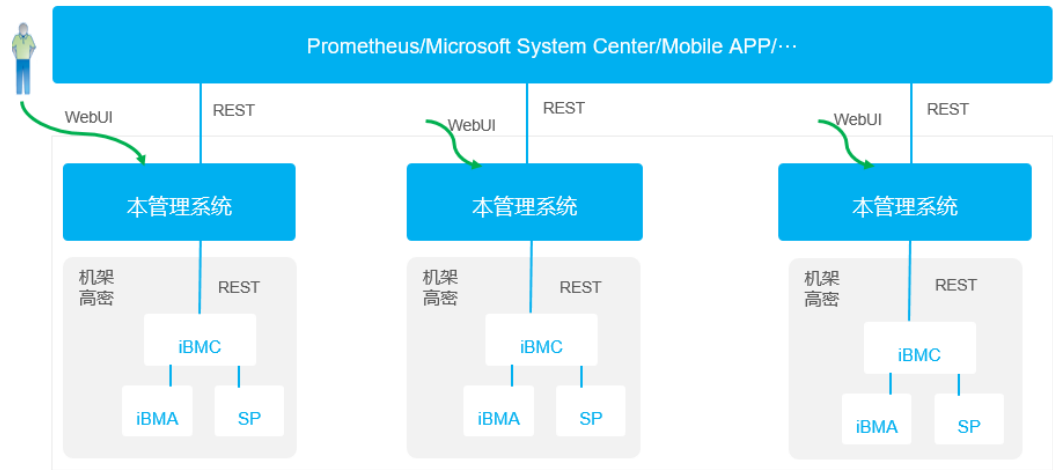 Prometheus/Microsoft System Center/Mobile APP/…
WebUI
REST
WebUI
REST
WebUI
REST
本管理系统
本管理系统
本管理系统
机架
高密
REST
iBMC
iBMA
SP
机架
高密
REST
iBMC
iBMA
SP
机架
高密
REST
iBMC
iBMA
SP